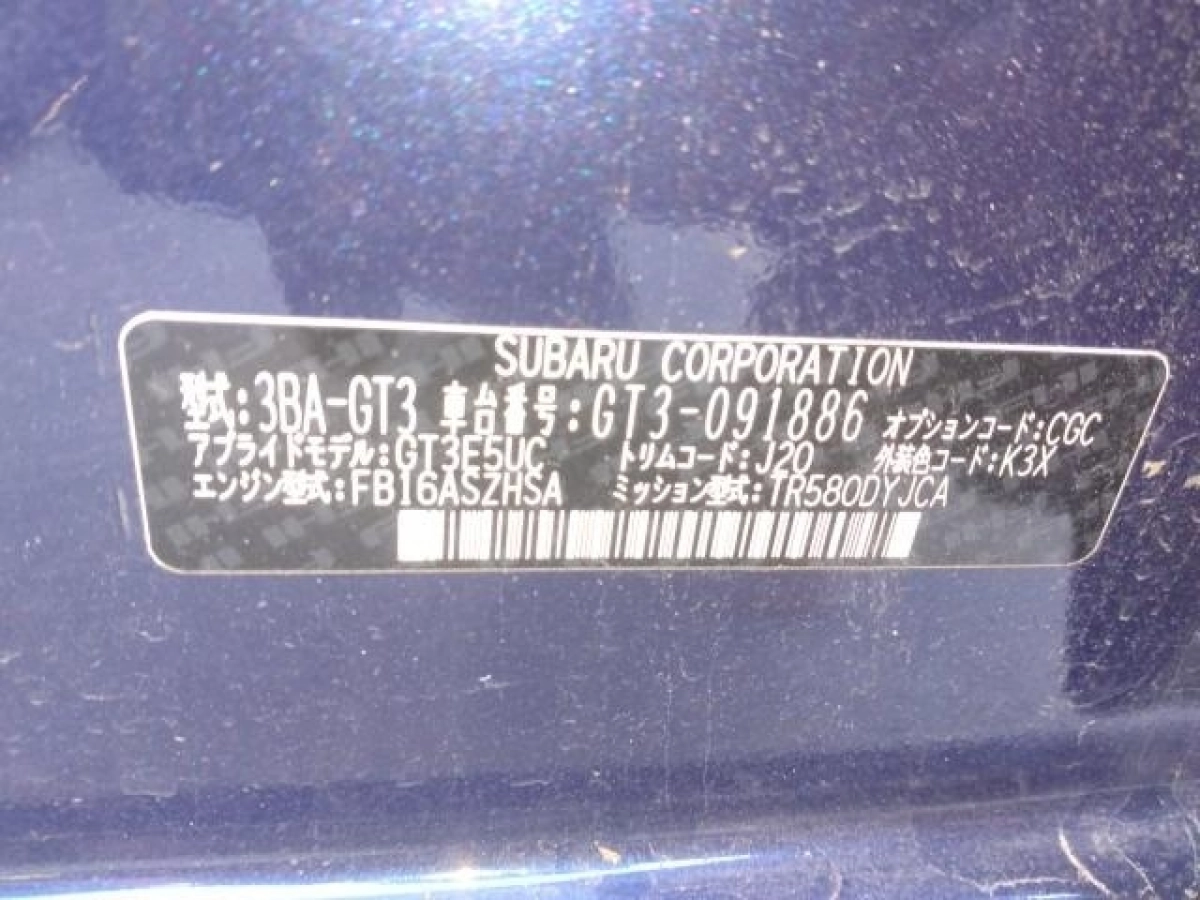 SUBARU CORPORATION
型式:3BA-GT3 車台番号:GT3-091886 オプションコード:CGC
アプライドモデル:GT3E5UC トリムコード:J20 外装色コード:K3X
エンジン型式:FB16ASZHSA ミッション型式:TR580DYJCA